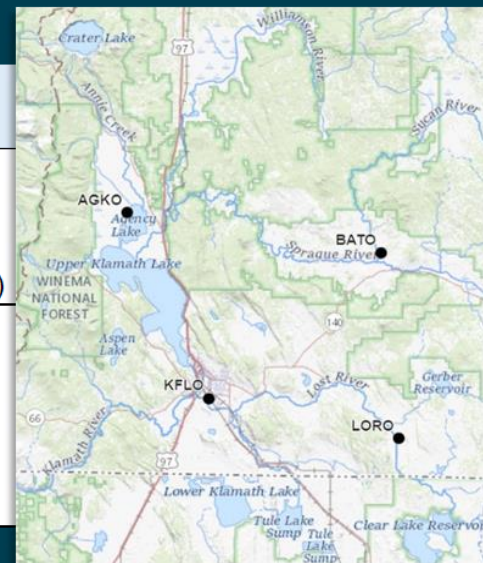 Crater Lake
97
Williamson River
Annie Creek
Sycan River
AGKO
Agency
Lake
BATO
Sprague River
Upper Klamath Lake
)
WINEMA
NATIONAL
FOREST
140
Aspen
Lake
KFLO
Lost River
Gerber
Reservoir
66
LORO
Klamath River
97
Lower Klamath Lake
Tule Lake
Sump
Tule
Lake
Sump
Clear Lake Reservoir